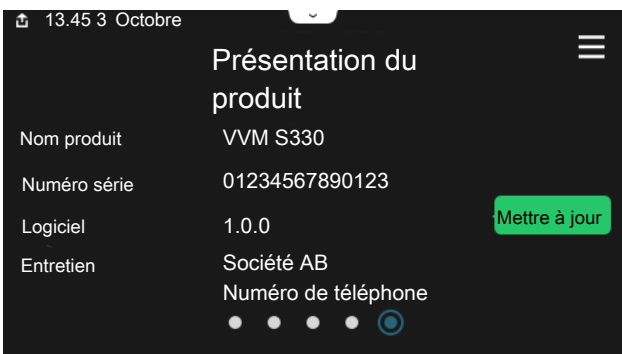 13.45 3 Octobre
Présentation du
produit
Nom produit VVM S330
Numéro série 01234567890123
Logiciel 1.0.0 Mettre à jour
Entretien Société AB
Numéro de téléphone